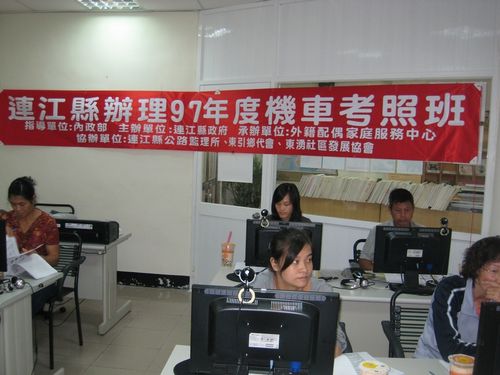 連江縣辦理97年度機車考照班
指導單位:內政部 主辦單位:連江縣政府 承辦單位:外籍配偶家庭服務中心
協辦單位:連江縣公路監理所、東引鄉代會、東湧社區發展協會